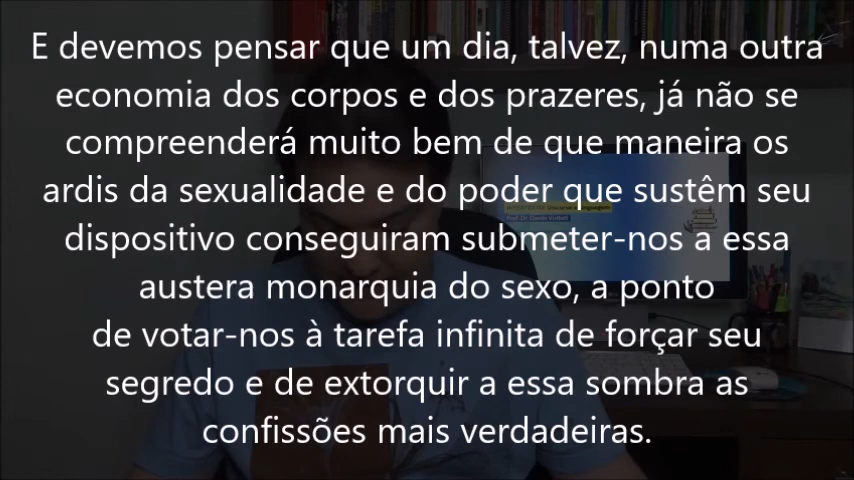 E devemos pensar que um dia, talvez, numa outra
economia dos corpos e dos prazeres, já não se
compreenderá muito bem de que maneira os
ardis da sexualidade e do poder que sustêm seu
dispositivo conseguiram submeter-nos a essa
austera monarquia do sexo, a ponto
de votar-nos à tarefa infinita de forçar seu
segredo e de extorquir a essa sombra as
confissões mais verdadeiras.